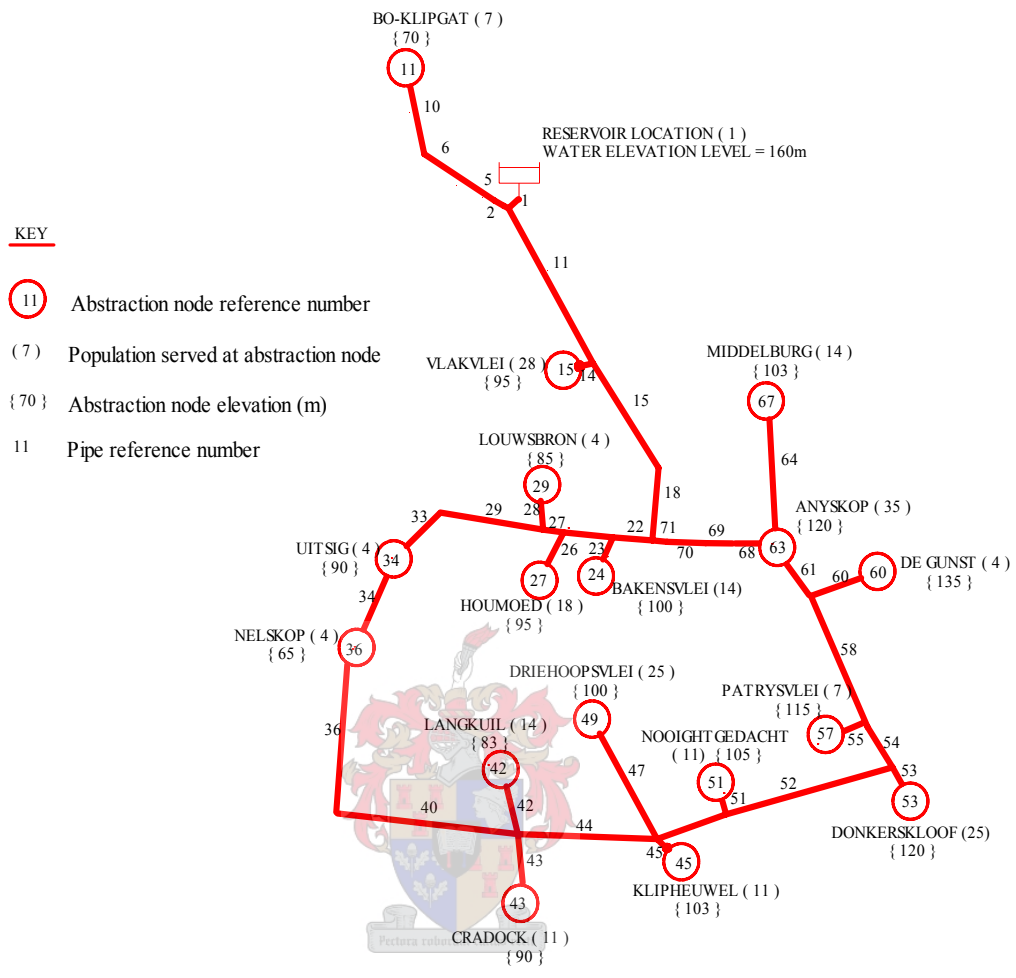 BO-KLIPGAT ( 7 )
{ 70 }
11
10
6
5
2
1
RESERVOIR LOCATION ( 1 )
WATER ELEVATION LEVEL = 160m
KEY
11 Abstraction node reference number
( 7 ) Population served at abstraction node
{ 70 } Abstraction node elevation (m)
11 Pipe reference number
11
VLAKVLEI ( 28 )
{ 95 }
15
14
15
MIDDELBURG ( 14 )
{ 103 }
67
64
LOUWSBRON ( 4 )
{ 85 }
29
18
33
29
28
27
22
71
69
70
68
ANYSKOP ( 35 )
{ 120 }
63
UITSIG ( 4 )
{ 90 }
34
26
23
27
24
HOUMOED ( 18 )
{ 95 }
BAKENSVLEI (14)
{ 100 }
61
60
60
DE GUNST ( 4 )
{ 135 }
34
NELSKOP ( 4 )
{ 65 }
36
58
DRIEHOOPSVLEI ( 25 )
{ 100 }
49
PATRYSVLEI ( 7 )
{ 115 }
57
55
54
36
LANGKUIL ( 14 )
{ 83 }
42
47
NOOIGHTGEDACHT
( 11) { 105 }
51
51
52
53
53
DONKERSKLOOF (25)
{ 120 }
40
42
44
45
45
KLIPHEUWEL ( 11 )
{ 103 }
43
43
CRADOCK ( 11 )
{ 90 }
Pectora